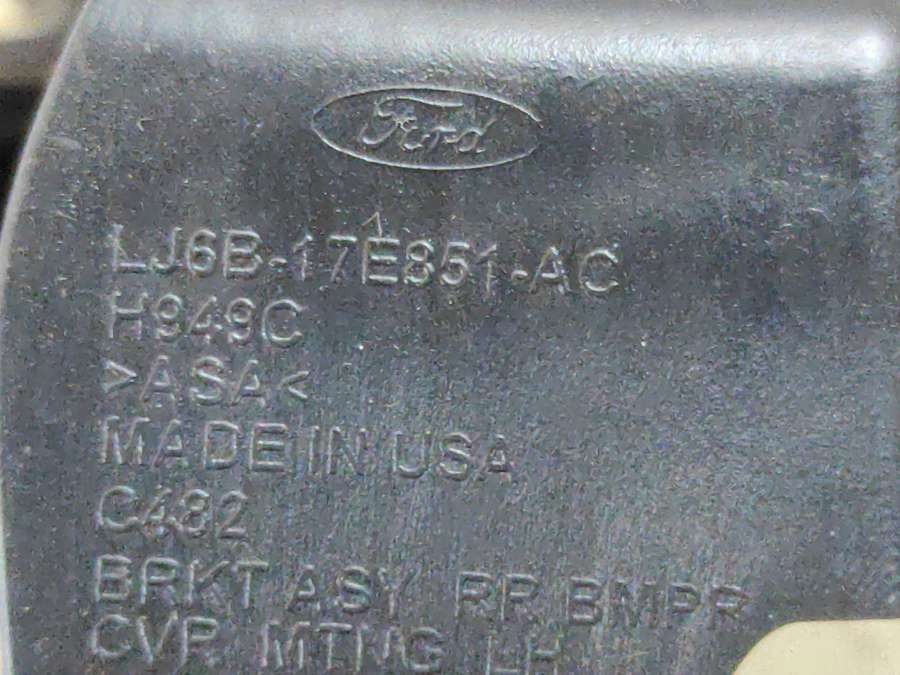 Ford
LJ6B-17E851-AC
H949C
>ASA<
MADE IN USA
C482
BRKT ASY RR BMPR
CVR MTNG LH